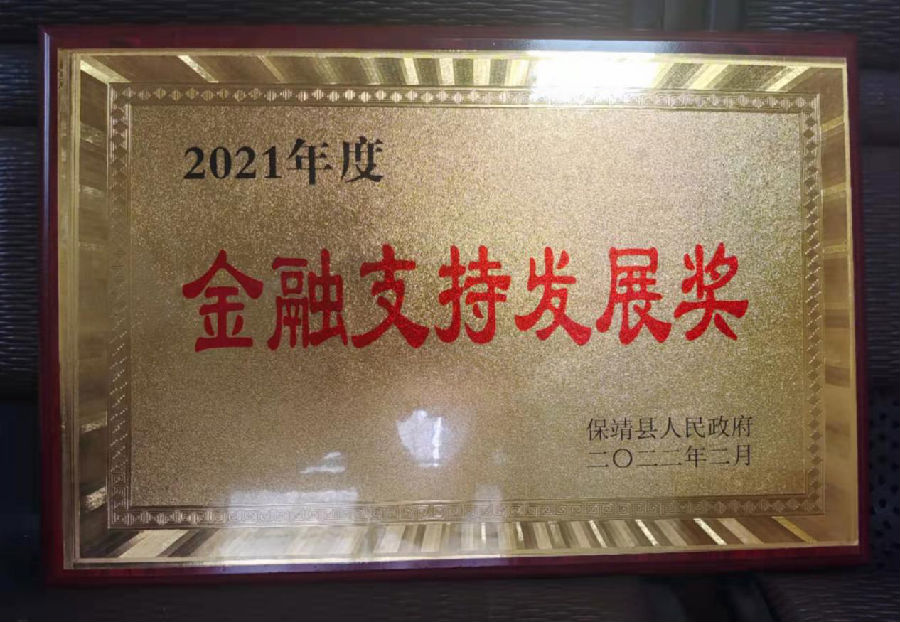 2021年度
金融支持发展奖
保靖县人民政府
二〇二二年二月